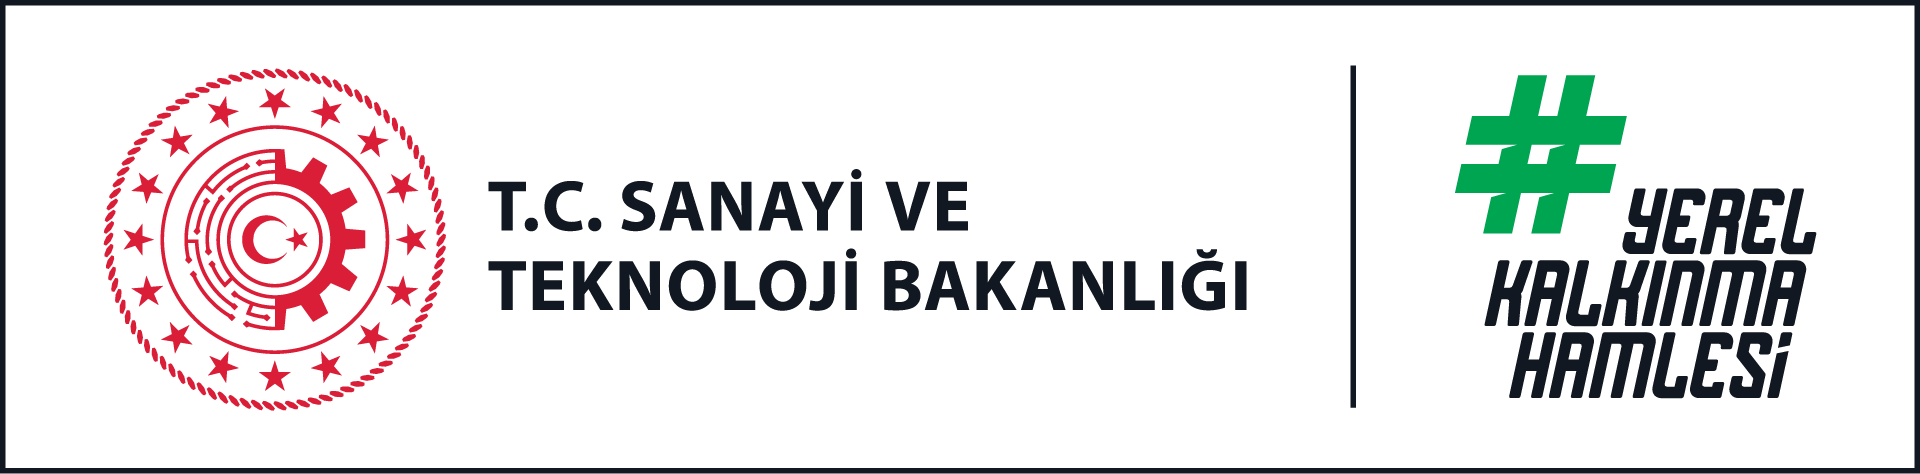 T.C. SANAYİ VE
TEKNOLOJİ BAKANLIĞI
#YEREL
KALKINMA
HAMLESİ